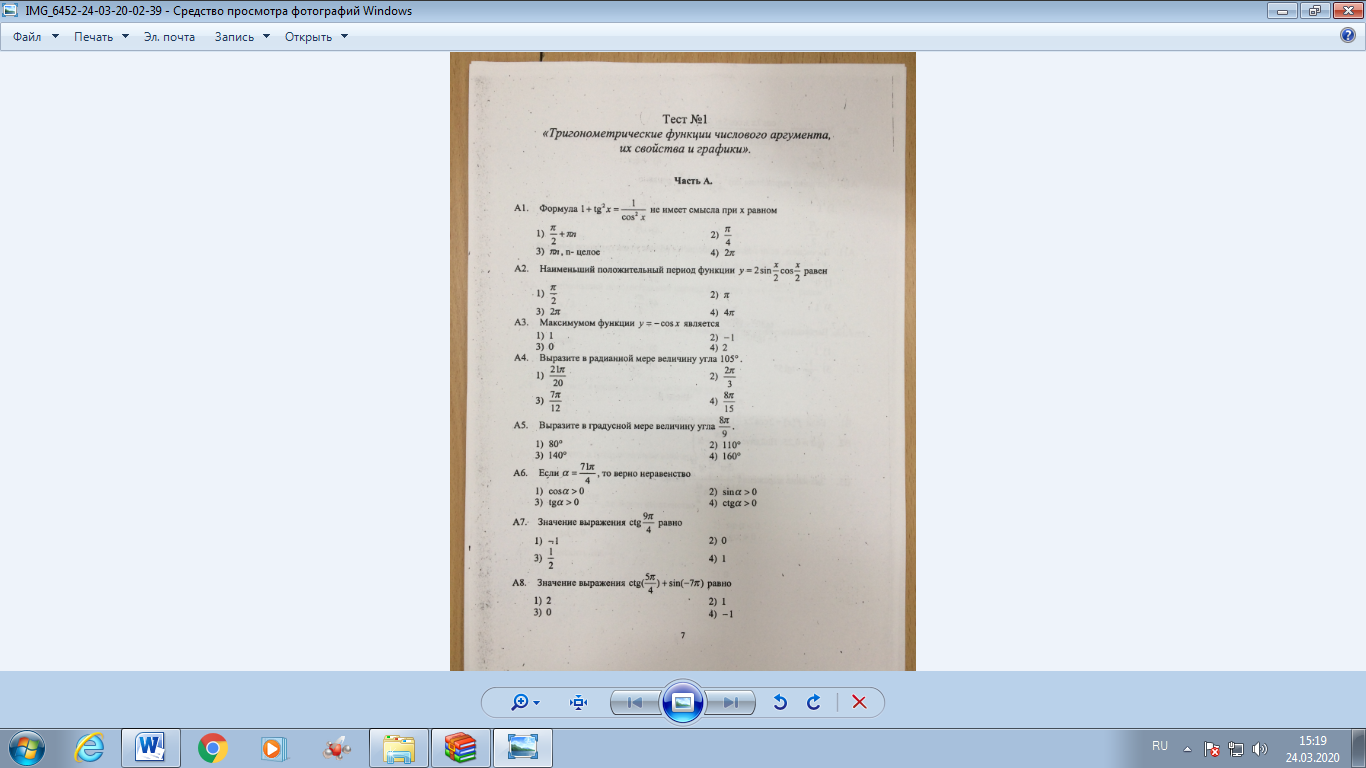 IMG_6452-24-03-20-02-39 - Средство просмотра фотографий Windows
Файл Печать Эл. почта Запись Открыть
Тест №1
«Тригонометрические функции числового аргумента,
их свойства и графики».
Часть А.
А1. Формула 1 + tg² x = 1/cos² x не имеет смысла при x равном
1) π/2 + πn 2) π/4
3) πn, n- целое 4) 2π
А2. Наименьший положительный период функции y = 2 sin x/2 cos x/2 равен
1) π/2 2) π
3) 2π 4) 4π
А3. Максимумом функции y = − cos x является
1) 1 2) −1
3) 0 4) 2
А4. Выразите в радианной мере величину угла 105°.
1) 21π/20 2) 2π/3
3) 7π/12 4) 8π/15
А5. Выразите в градусной мере величину угла 8π/9.
1) 80° 2) 110°
3) 140° 4) 160°
А6. Если α = 71π/4, то верно неравенство
1) cosα > 0 2) sinα > 0
3) tgα > 0 4) ctgα > 0
А7. Значение выражения ctg 9π/4 равно
1) −1 2) 0
3) 1/2 4) 1
А8. Значение выражения ctg(5π/4) + sin(−7π) равно
1) 2 2) 1
3) 0 4) −1
7
RU
15:19
24.03.2020